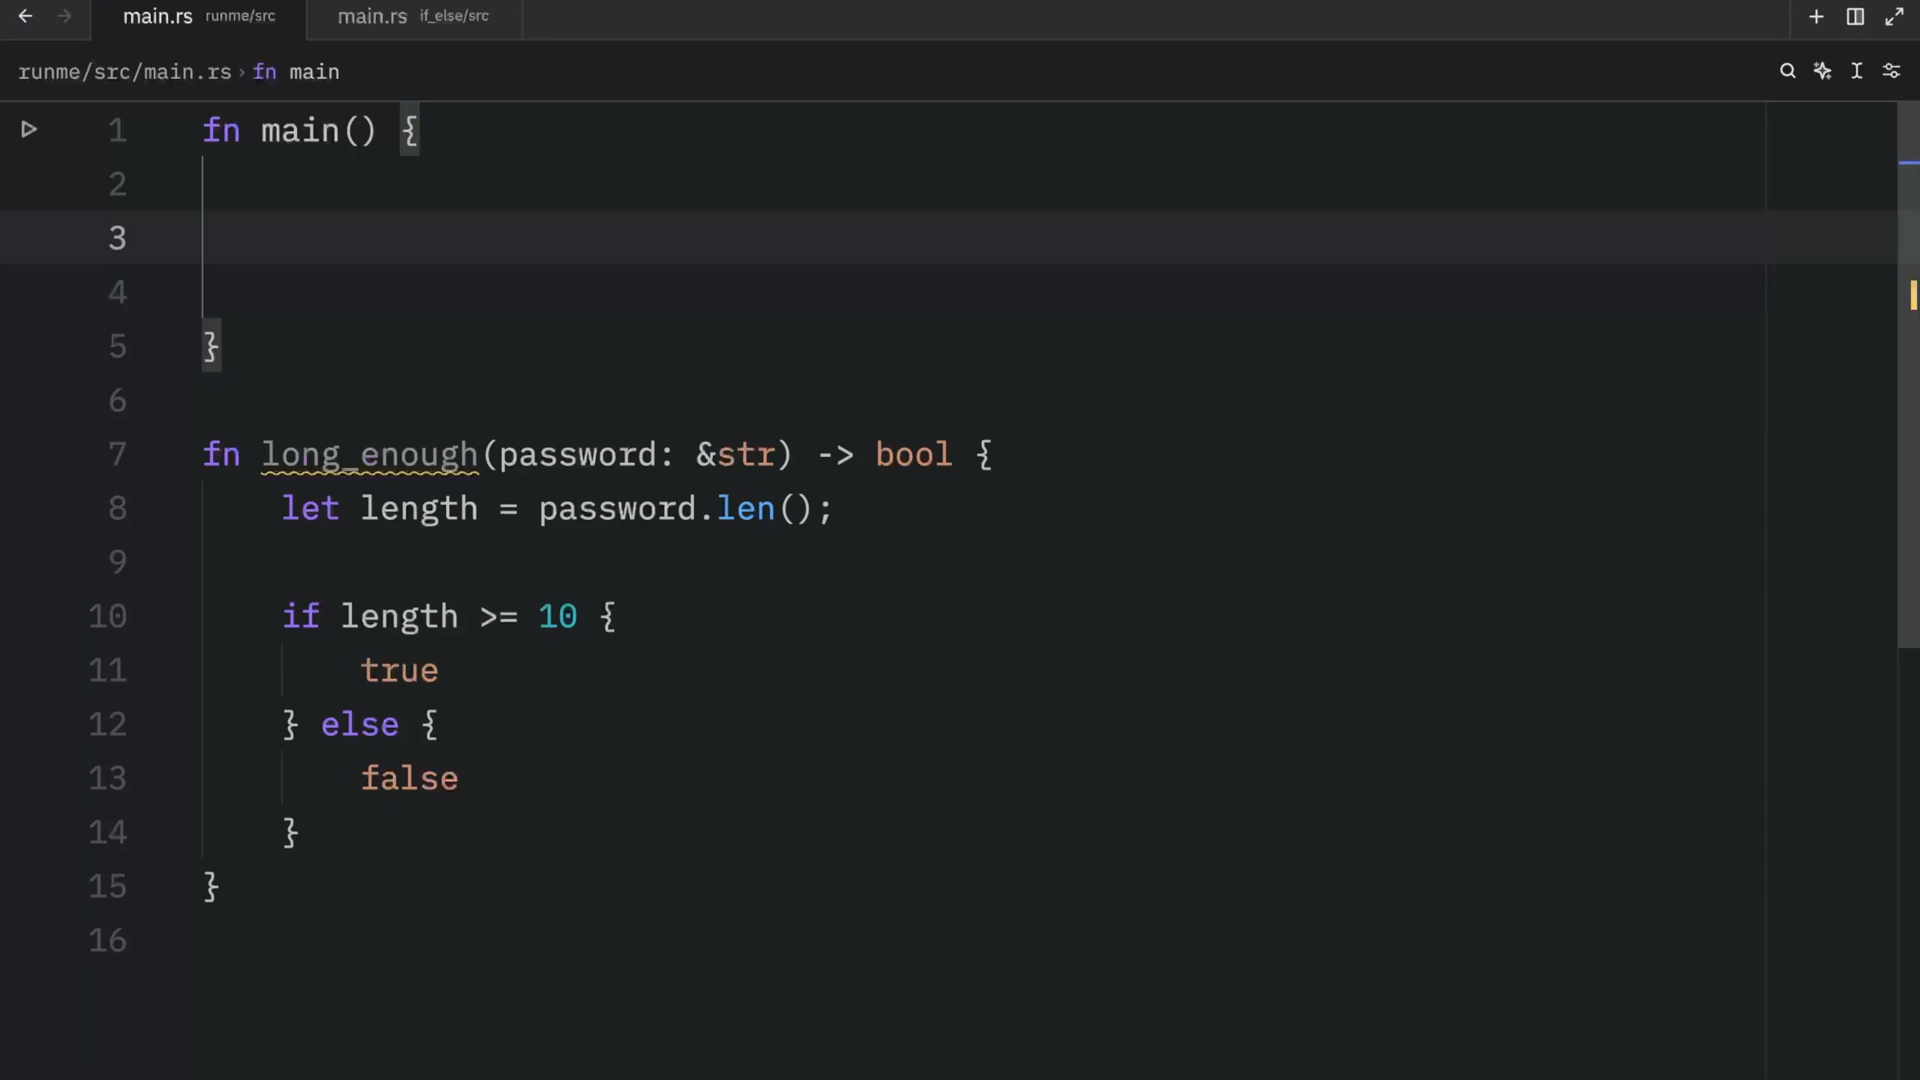 main.rs runme/src main.rs if_else/src
runme/src/main.rs › fn main
1 fn main() {
2
3
4
5 }
6
7 fn long_enough(password: &str) -> bool {
8     let length = password.len();
9
10     if length >= 10 {
11         true
12     } else {
13         false
14     }
15 }
16